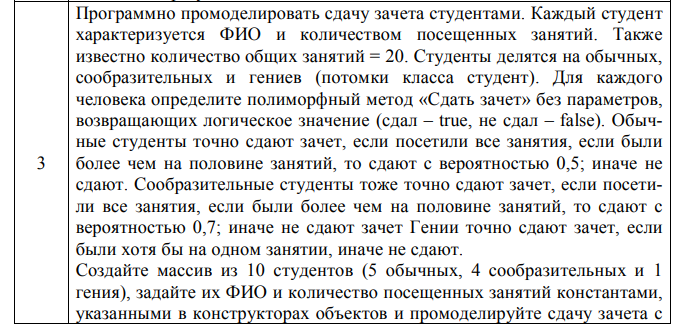 Программно промоделировать сдачу зачета студентами. Каждый студент
характеризуется ФИО и количеством посещенных занятий. Также
известно количество общих занятий = 20. Студенты делятся на обычных,
сообразительных и гениев (потомки класса студент). Для каждого
человека определите полиморфный метод «Сдать зачет» без параметров,
возвращающих логическое значение (сдал – true, не сдал – false). Обыч-
ные студенты точно сдают зачет, если посетили все занятия, если были
3 более чем на половине занятий, то сдают с вероятностью 0,5; иначе не
сдают. Сообразительные студенты тоже точно сдают зачет, если посети-
ли все занятия, если были более чем на половине занятий, то сдают с
вероятностью 0,7; иначе не сдают зачет Гении точно сдают зачет, если
были хотя бы на одном занятии, иначе не сдают.
Создайте массив из 10 студентов (5 обычных, 4 сообразительных и 1
гения), задайте их ФИО и количество посещенных занятий константами,
указанными в конструкторах объектов и промоделируйте сдачу зачета с